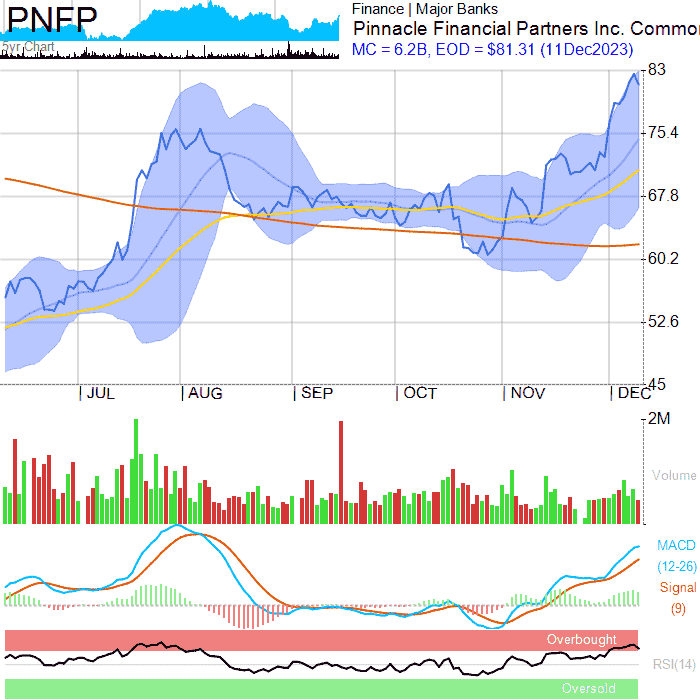 PNFP
5yr Chart
Finance | Major Banks
Pinnacle Financial Partners Inc. Commo
MC = 6.2B, EOD = $81.31 (11Dec2023)
83
75.4
67.8
60.2
52.6
45
| JUL | AUG | SEP | OCT | NOV | DEC
2M
Volume
MACD
(12-26)
Signal
(9)
Overbought
RSI(14)
Oversold